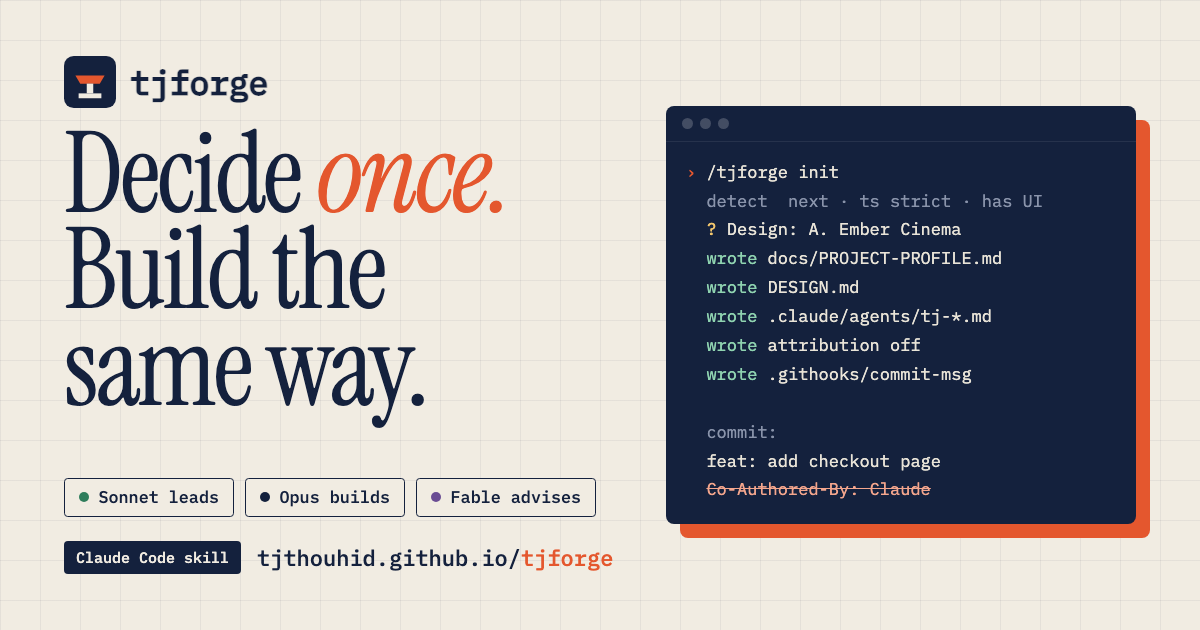 tjforge
Decide once.
Build the
same way.
Sonnet leads
Opus builds
Fable advises
Claude Code skill
tjthouhid.github.io/tjforge
› /tjforge init
detect  next · ts strict · has UI
? Design: A. Ember Cinema
wrote docs/PROJECT-PROFILE.md
wrote DESIGN.md
wrote .claude/agents/tj-*.md
wrote attribution off
wrote .githooks/commit-msg
commit:
feat: add checkout page
Co-Authored-By: Claude